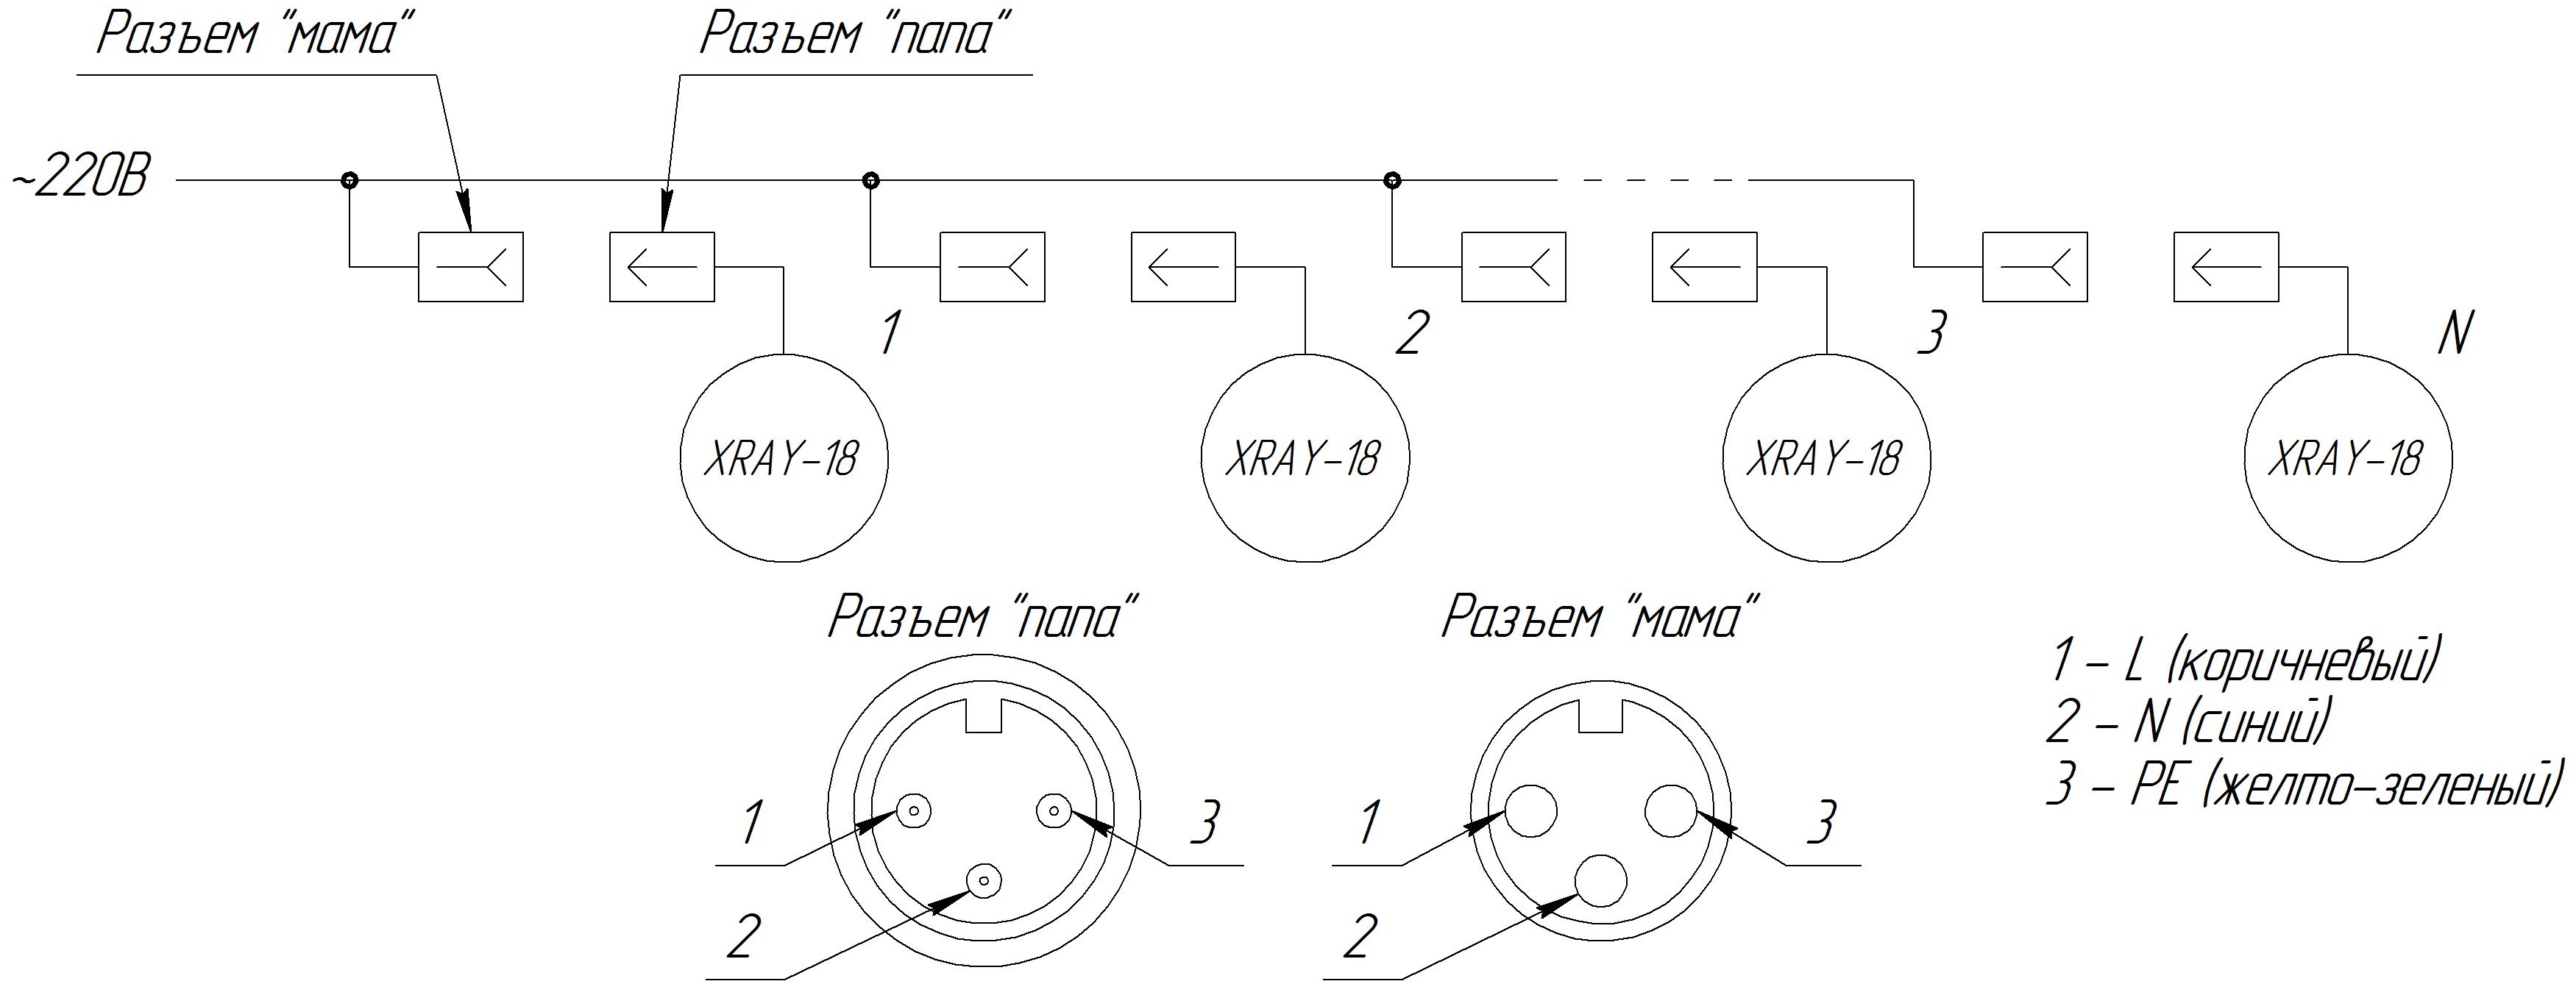 Разъем "мама"
Разъем "папа"
~220В
1
2
3
N
XRAY-18
XRAY-18
XRAY-18
XRAY-18
Разъем "папа"
Разъем "мама"
1
3
2
1
3
2
1 – L (коричневый)
2 – N (синий)
3 – PE (желто-зеленый)